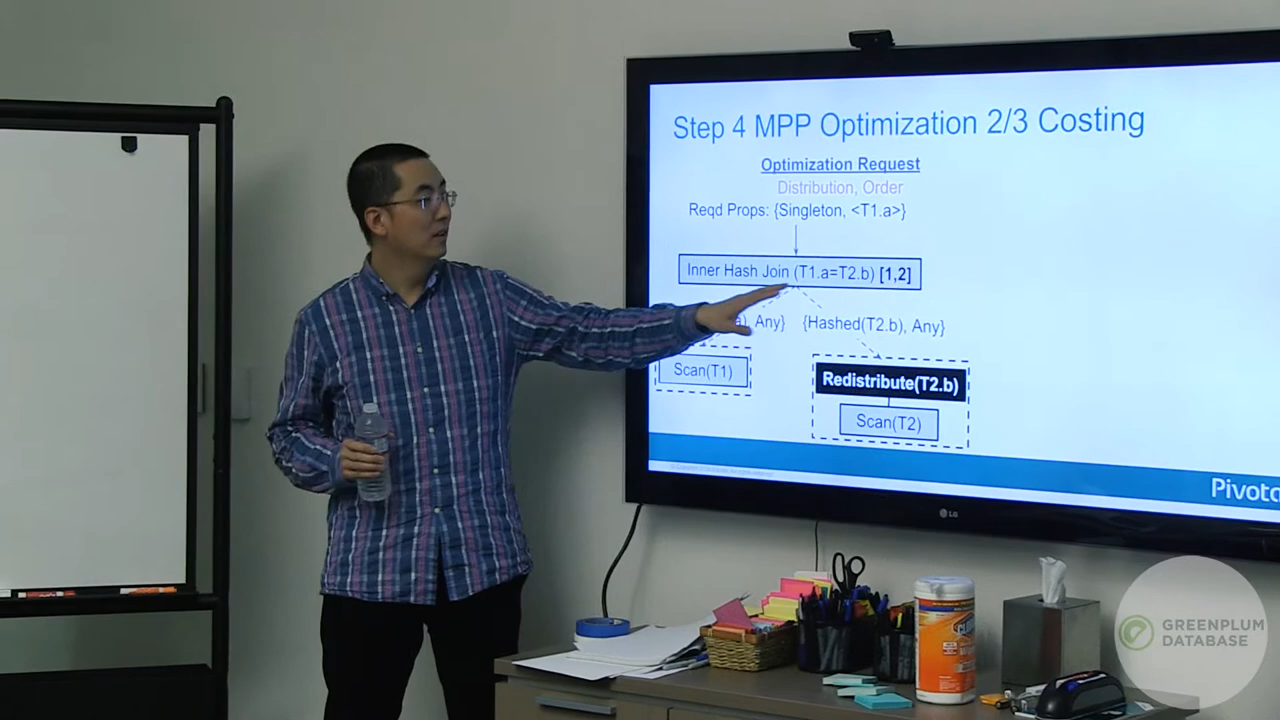 Step 4 MPP Optimization 2/3 Costing
Optimization Request
Distribution, Order
Reqd Props: {Singleton, <T1.a>}
Inner Hash Join (T1.a=T2.b) [1,2]
Any} {Hashed(T2.b), Any}
Scan(T1)
Redistribute(T2.b)
Scan(T2)
LG
GREENPLUM
DATABASE